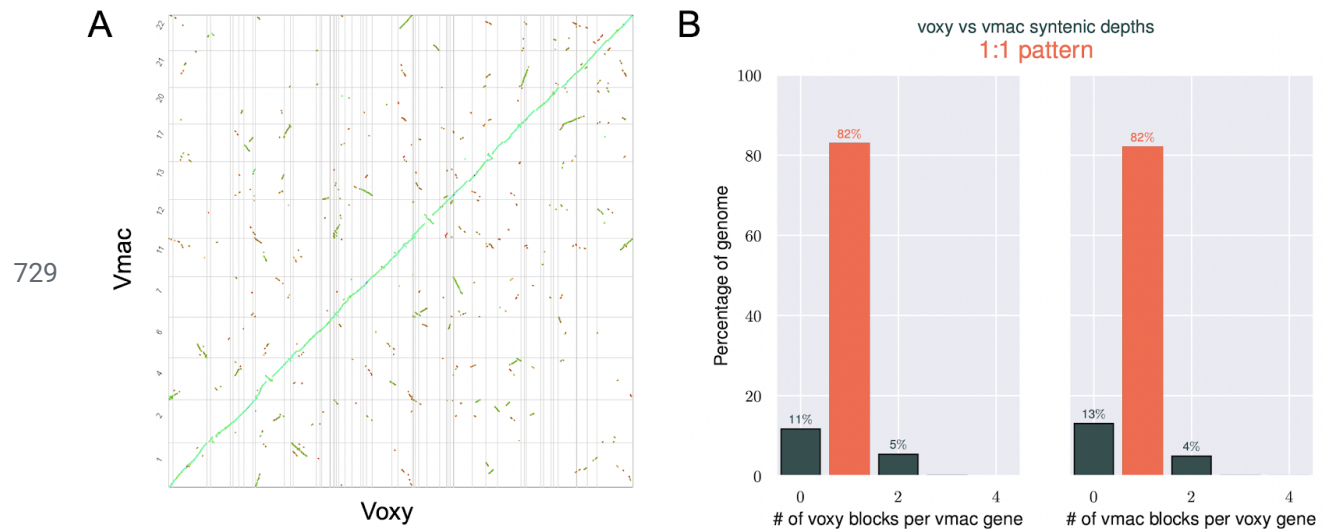 729
A
Vmac
22
21
20
17
13
12
11
7
6
4
2
1
Voxy
B
voxy vs vmac syntenic depths
1:1 pattern
Percentage of genome
100
80
60
40
20
0
11%
82%
5%
0 2 4
# of voxy blocks per vmac gene
13%
82%
4%
0 2 4
# of vmac blocks per voxy gene